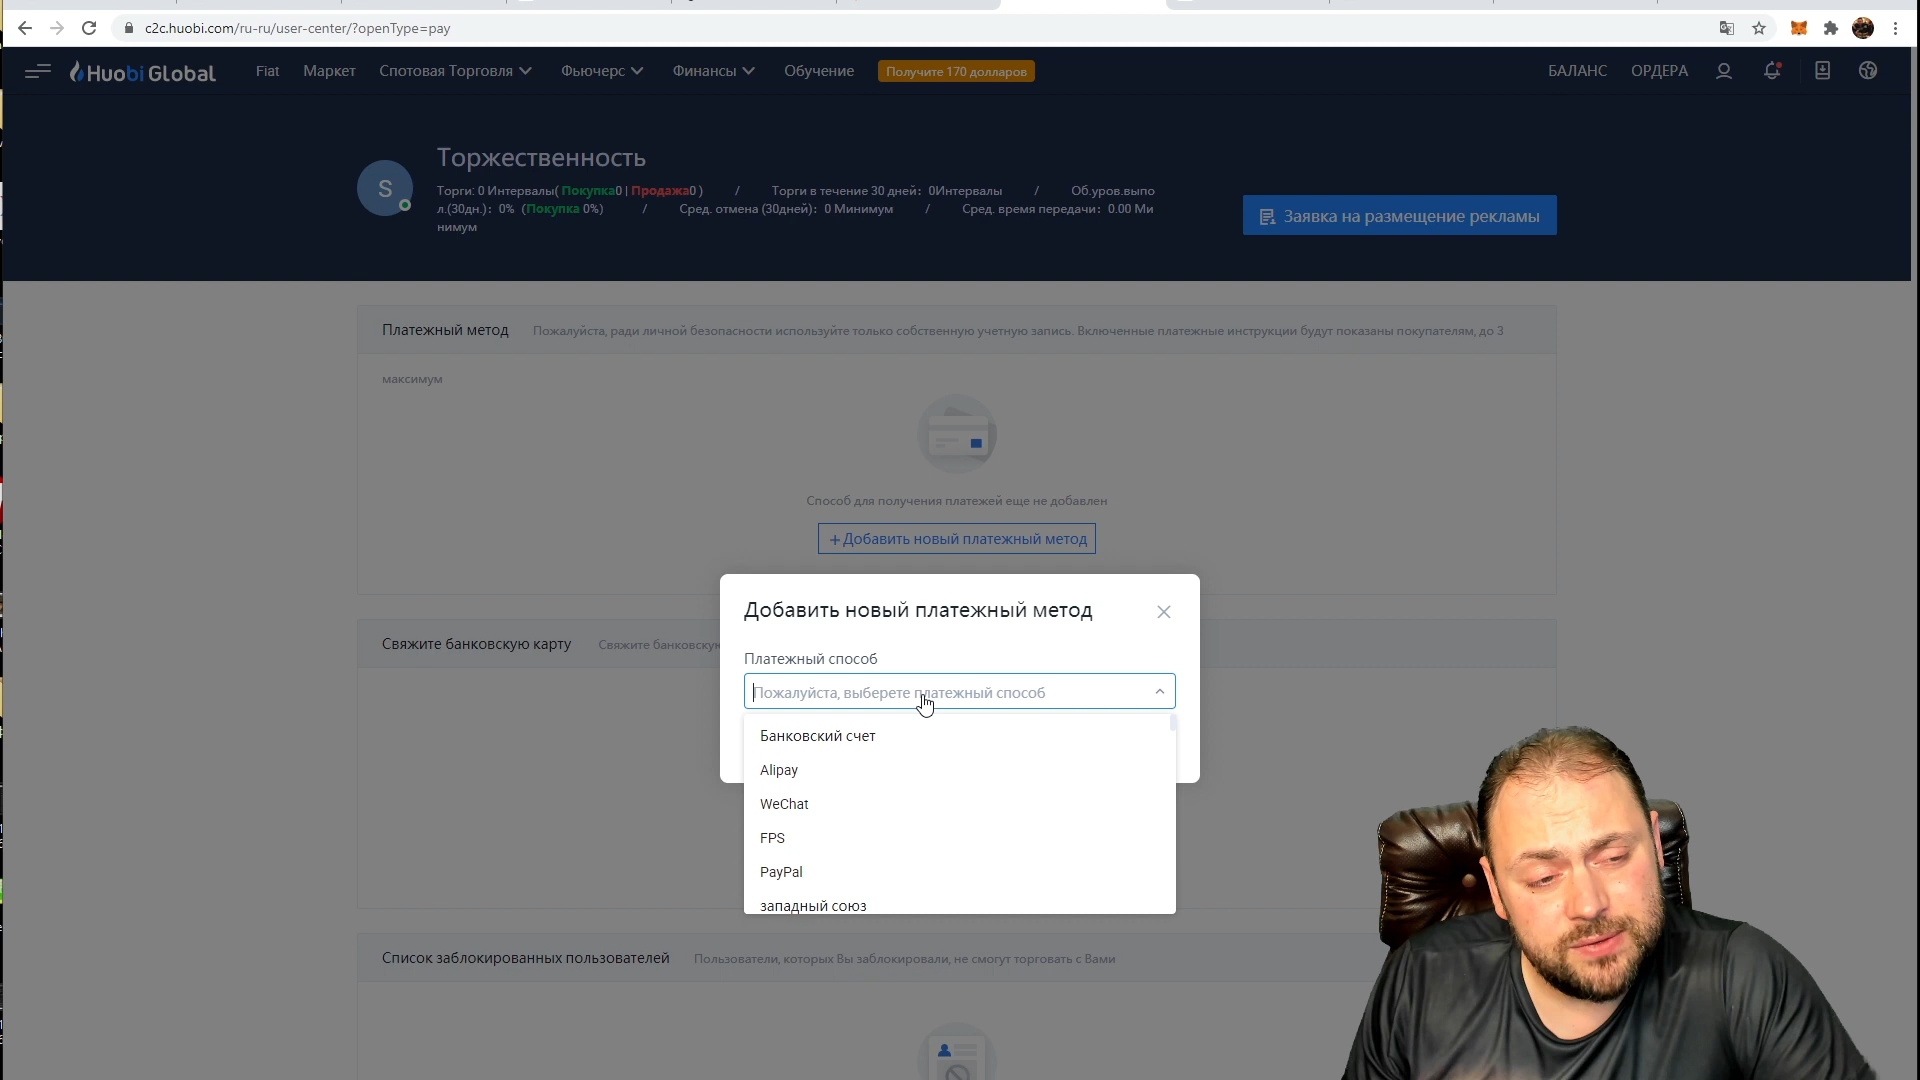 c2c.huobi.com/ru-ru/user-center/?openType=pay
Huobi Global
Fiat
Маркет
Спотовая Торговля
Фьючерс
Финансы
Обучение
Получите 170 долларов
БАЛАНС
ОРДЕРА
S
Торжественность
Торги: 0 Интервалы( Покупка0 | Продажа0 ) / Торги в течение 30 дней: 0Интервалы / Об.уров.выпо
л.(30дн.): 0% (Покупка 0%) / Сред. отмена (30дней): 0 Минимум / Сред. время передачи: 0.00 Ми
нимум
Заявка на размещение рекламы
Платежный метод
Пожалуйста, ради личной безопасности используйте только собственную учетную запись. Включенные платежные инструкции будут показаны покупателям, до 3
максимум
Способ для получения платежей еще не добавлен
+Добавить новый платежный метод
Добавить новый платежный метод
Свяжите банковскую карту
Свяжите банковскую
Платежный способ
Пожалуйста, выберете платежный способ
Банковский счет
Alipay
WeChat
FPS
PayPal
западный союз
Список заблокированных пользователей
Пользователи, которых Вы заблокировали, не смогут торговать с Вами